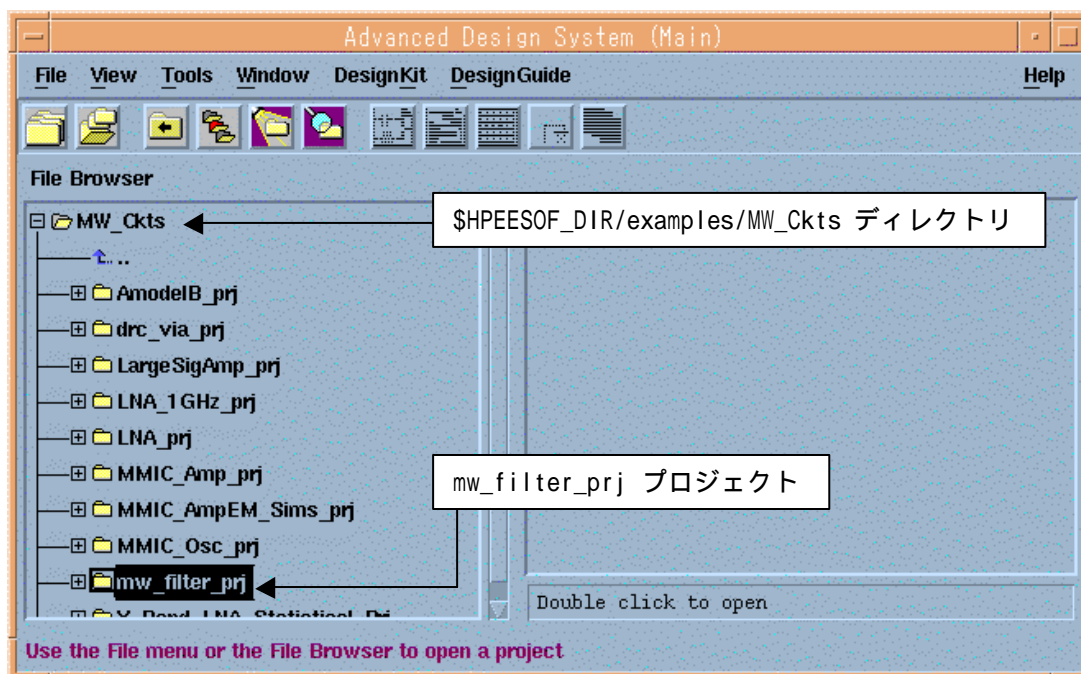 Advanced Design System (Main)
File View Tools Window DesignKit DesignGuide Help
File Browser
MW_Ckts
$HPEESOF_DIR/examples/MW_Ckts ディレクトリ
..
AmodelB_prj
drc_via_prj
LargeSigAmp_prj
LNA_1GHz_prj
LNA_prj
MMIC_Amp_prj
mw_filter_prj プロジェクト
MMIC_AmpEM_Sims_prj
MMIC_Osc_prj
mw_filter_prj
Double click to open
Use the File menu or the File Browser to open a project